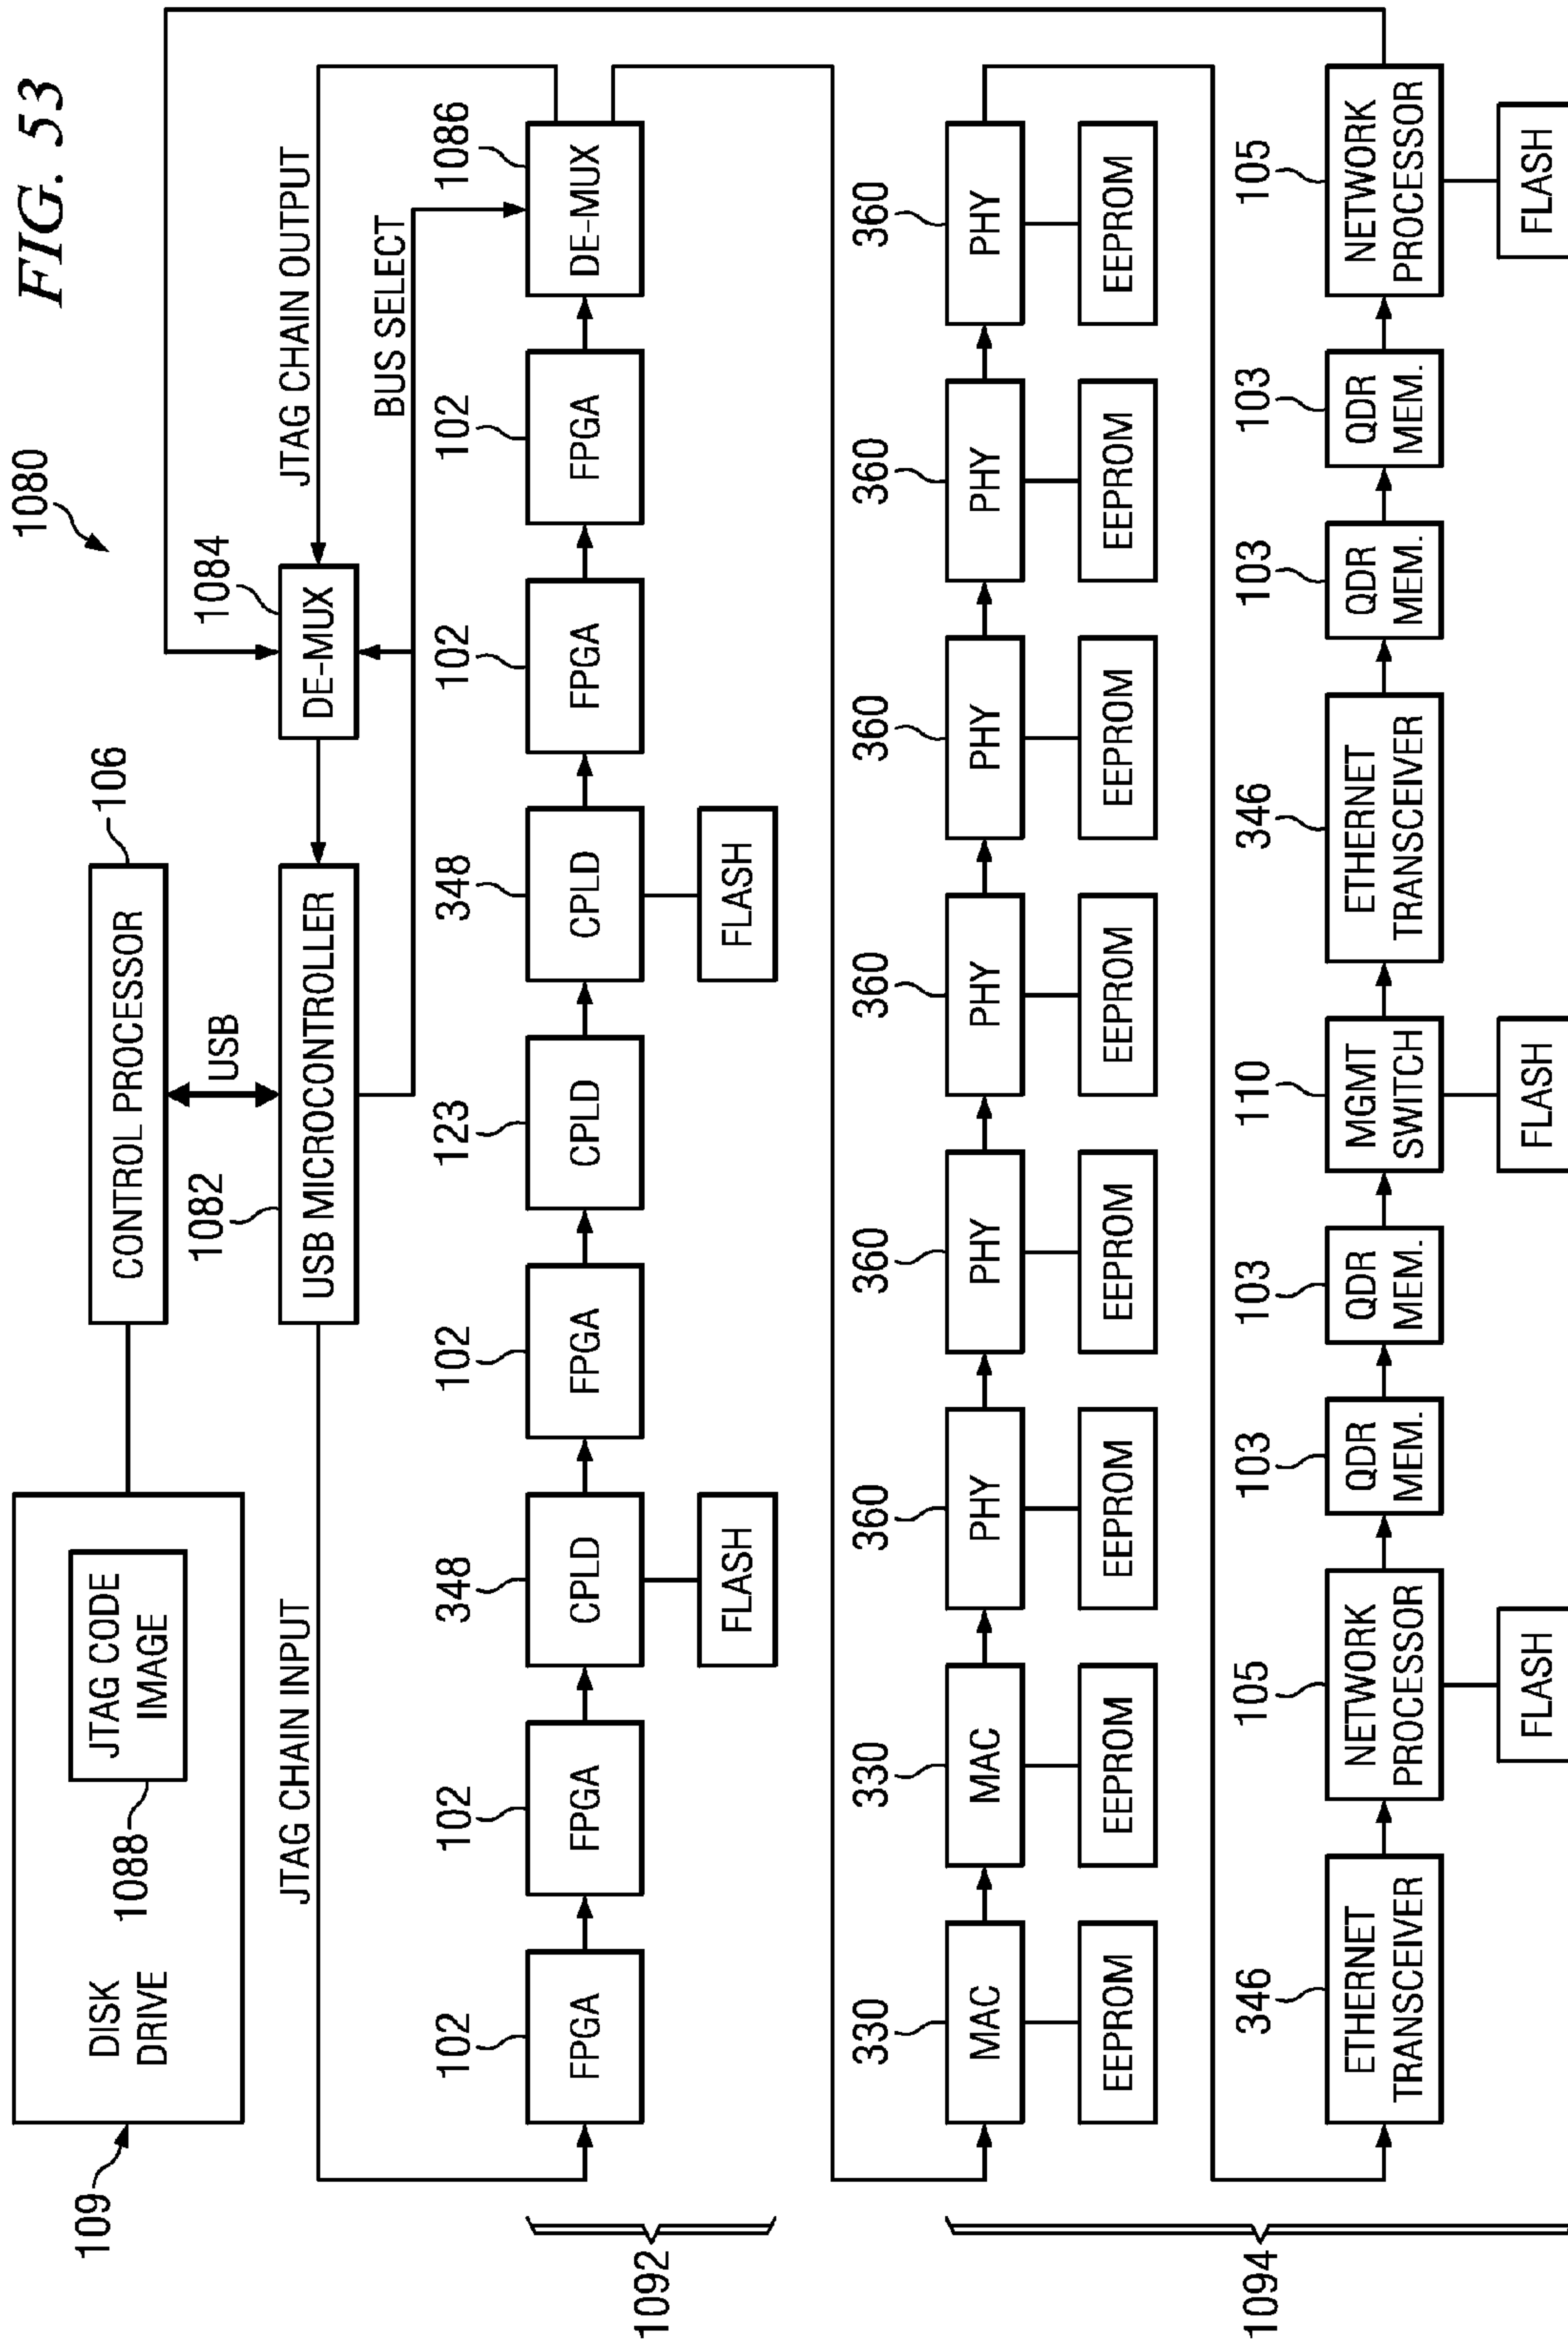 FIG. 53
1080
109
DISK
DRIVE
1088
JTAG CODE
IMAGE
CONTROL PROCESSOR
106
USB
1082
USB MICROCONTROLLER
1084
DE-MUX
JTAG CHAIN INPUT
JTAG CHAIN OUTPUT
BUS SELECT
1092
102
FPGA
102
FPGA
348
CPLD
FLASH
102
FPGA
123
CPLD
348
CPLD
FLASH
102
FPGA
102
FPGA
1086
DE-MUX
1094
330
MAC
EEPROM
330
MAC
EEPROM
360
PHY
EEPROM
360
PHY
EEPROM
360
PHY
EEPROM
360
PHY
EEPROM
360
PHY
EEPROM
360
PHY
EEPROM
346
ETHERNET
TRANSCEIVER
105
NETWORK
PROCESSOR
FLASH
103
QDR
MEM.
103
QDR
MEM.
110
MGMT
SWITCH
FLASH
346
ETHERNET
TRANSCEIVER
103
QDR
MEM.
103
QDR
MEM.
105
NETWORK
PROCESSOR
FLASH